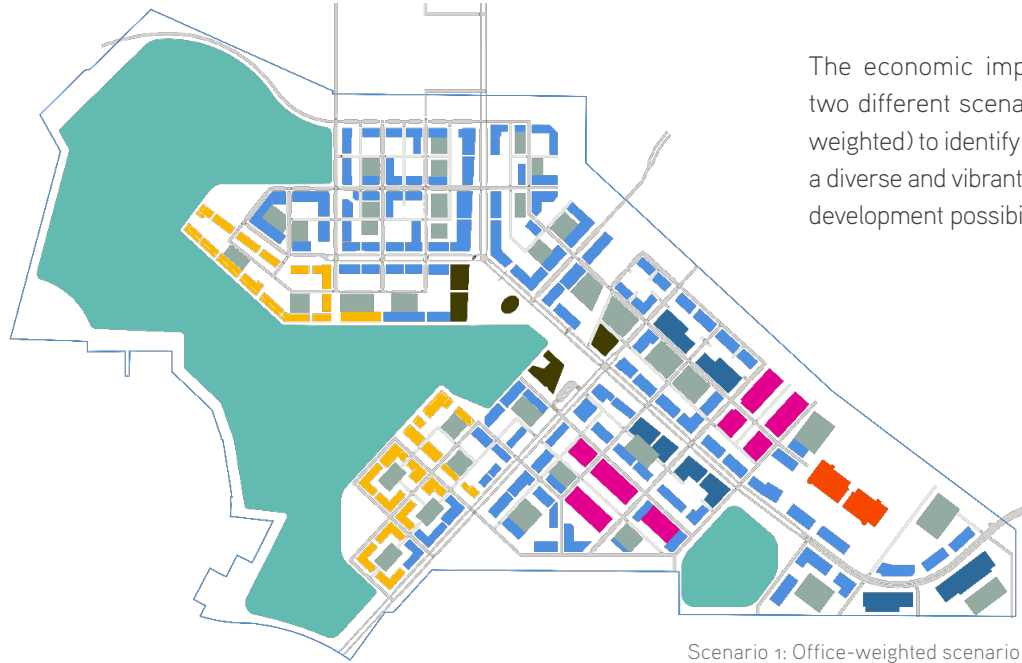 The economic imp
two different scena
weighted) to identify
a diverse and vibrant
development possibi
Scenario 1: Office-weighted scenario